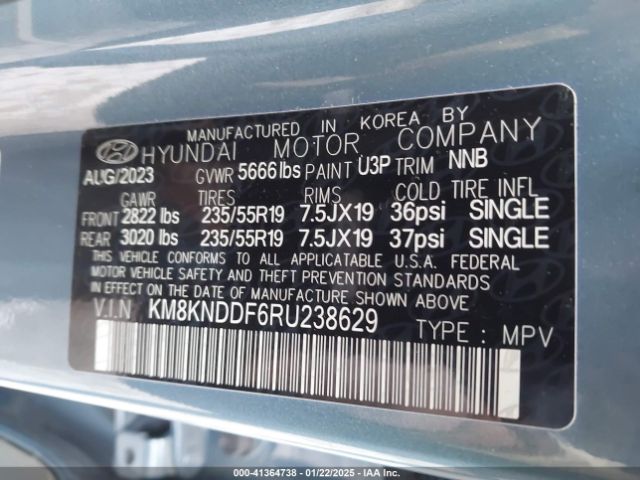 MANUFACTURED IN KOREA BY
HYUNDAI MOTOR COMPANY
AUG/2023 GVWR 5666 lbs PAINT U3P TRIM NNB
GAWR TIRES RIMS COLD TIRE INFL
FRONT 2822 lbs 235/55R19 7.5JX19 36psi SINGLE
REAR 3020 lbs 235/55R19 7.5JX19 37psi SINGLE
THIS VEHICLE CONFORMS TO ALL APPLICABLE U.S.A. FEDERAL
MOTOR VEHICLE SAFETY AND THEFT PREVENTION STANDARDS
IN EFFECT ON THE DATE OF MANUFACTURE SHOWN ABOVE.
V.I.N. KM8KNDDF6RU238629 TYPE : MPV
000-41364738 - 01/22/2025 - IAA Inc.